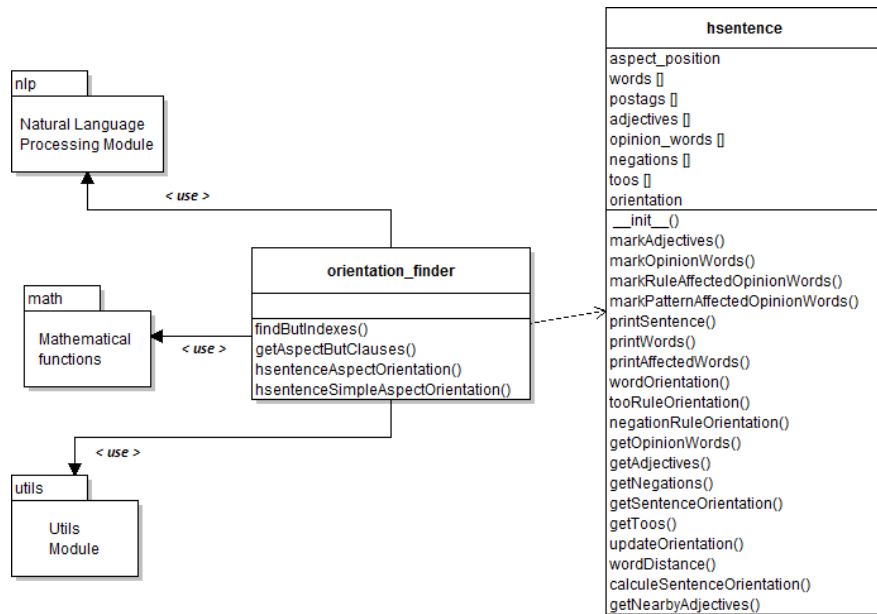 nlp
Natural Language
Processing Module
< use >
math
Mathematical
functions
< use >
utils
Utils
Module
< use >
orientation_finder
findButIndexes()
getAspectButClauses()
hsentenceAspectOrientation()
hsentenceSimpleAspectOrientation()
hsentence
aspect_position
words []
postags []
adjectives []
opinion_words []
negations []
toos []
orientation
__init__()
markAdjectives()
markOpinionWords()
markRuleAffectedOpinionWords()
markPatternAffectedOpinionWords()
printSentence()
printWords()
printAffectedWords()
wordOrientation()
tooRuleOrientation()
negationRuleOrientation()
getOpinionWords()
getAdjectives()
getNegations()
getSentenceOrientation()
getToos()
updateOrientation()
wordDistance()
calculeSentenceOrientation()
getNearbyAdjectives()